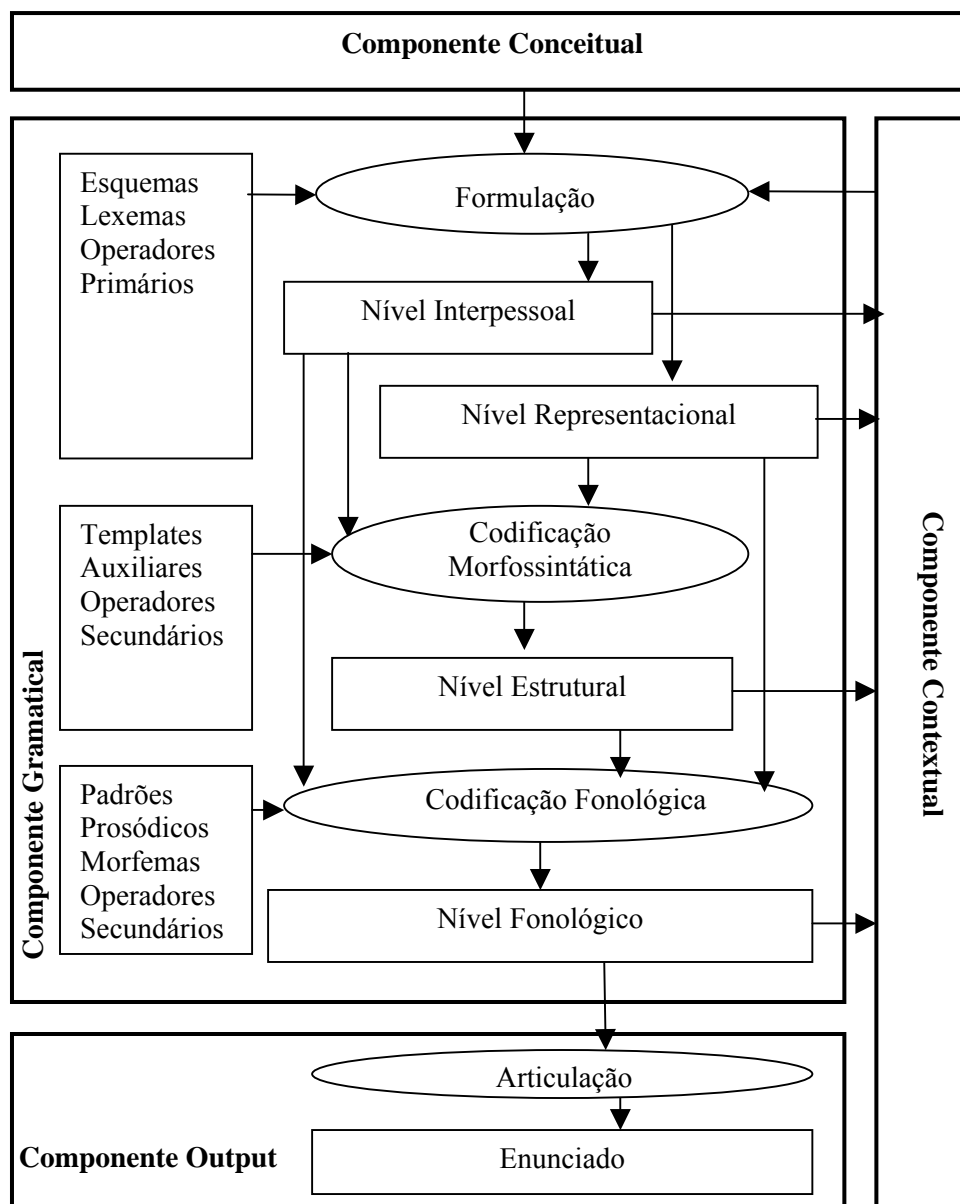 Componente Conceitual
Esquemas
Lexemas
Operadores
Primários
Formulação
Nível Interpessoal
Nível Representacional
Templates
Auxiliares
Operadores
Secundários
Codificação
Morfossintática
Nível Estrutural
Padrões
Prosódicos
Morfemas
Operadores
Secundários
Codificação Fonológica
Nível Fonológico
Componente Gramatical
Componente Contextual
Articulação
Componente Output
Enunciado